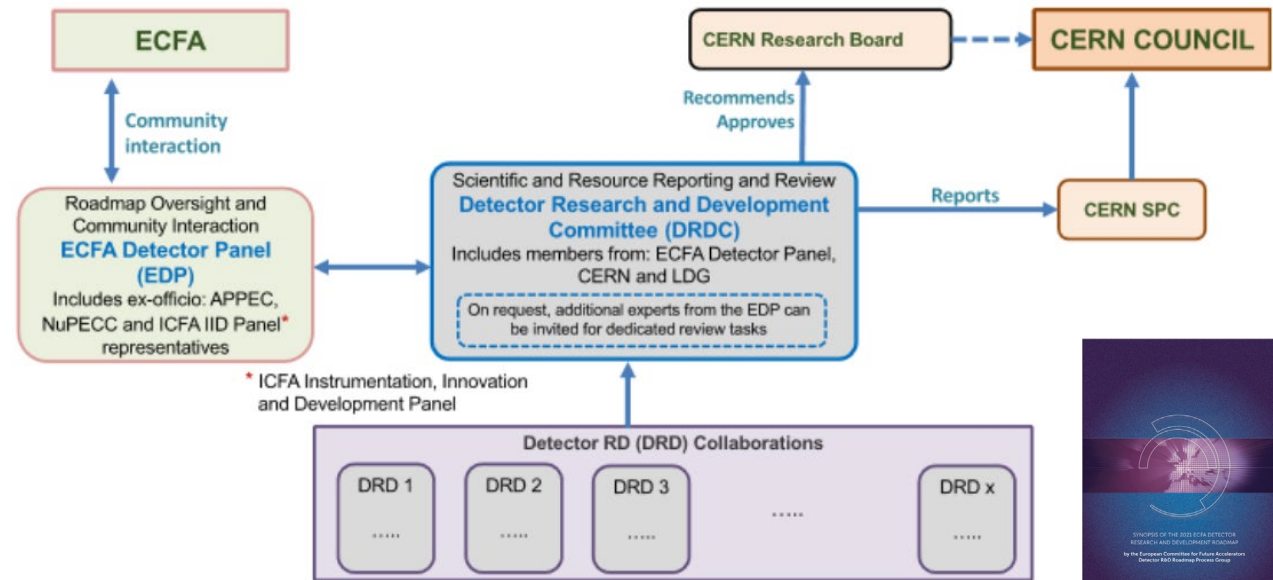 ECFA
Community
interaction
Roadmap Oversight and
Community Interaction
ECFA Detector Panel
(EDP)
Includes ex-officio: APPEC,
NuPECC and ICFA IID Panel*
representatives
CERN Research Board
CERN COUNCIL
Recommends
Approves
Scientific and Resource Reporting and Review
Detector Research and Development
Committee (DRDC)
Includes members from: ECFA Detector Panel,
CERN and LDG
On request, additional experts from the EDP can
be invited for dedicated review tasks
Reports
CERN SPC
* ICFA Instrumentation, Innovation
and Development Panel
Detector RD (DRD) Collaborations
DRD 1
.....
DRD 2
.....
DRD 3
.....
.....
DRD x
.....
SYNOPSIS OF THE 2021 ECFA DETECTOR
RESEARCH AND DEVELOPMENT ROADMAP
by the European Committee for Future Accelerators
Detector R&D Roadmap Process Group